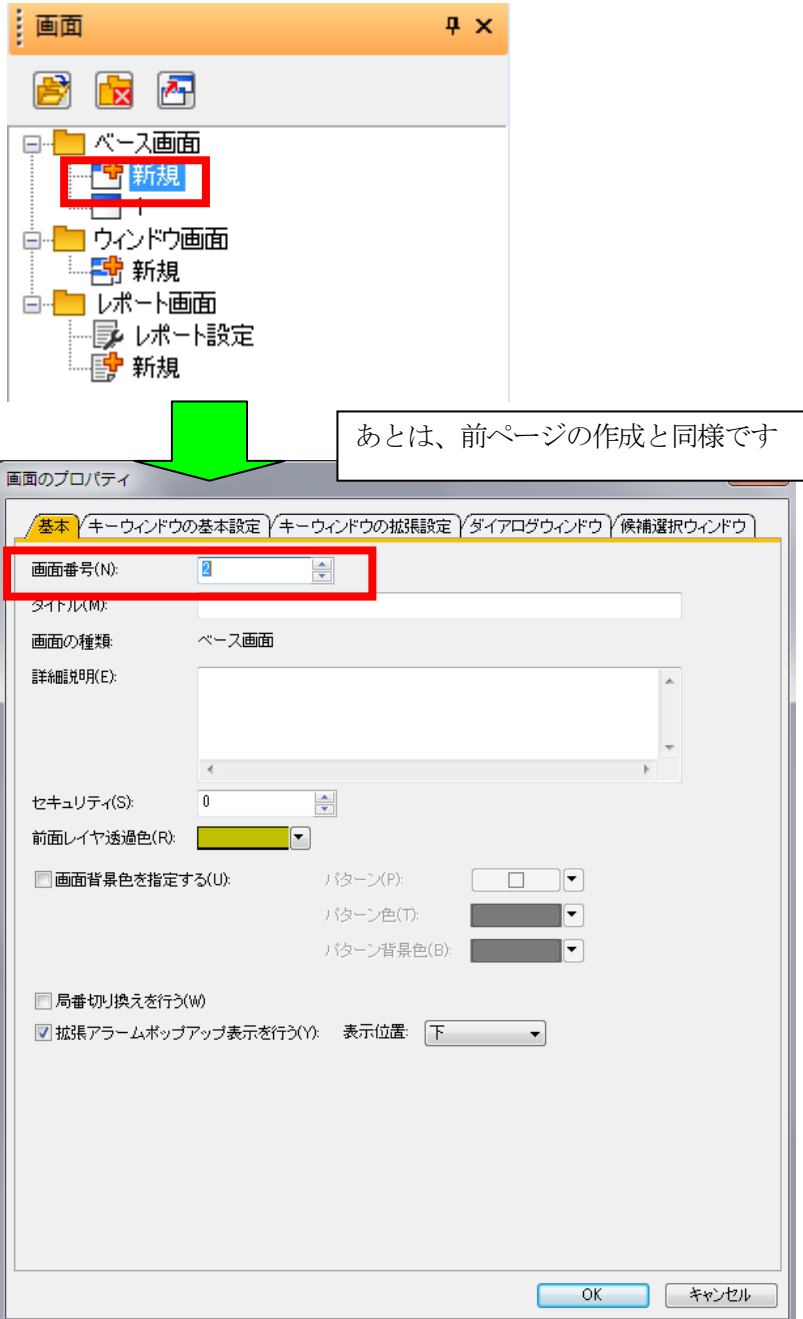 画面
ベース画面
新規
1
ウィンドウ画面
新規
レポート画面
レポート設定
新規
あとは、前ページの作成と同様です
画面のプロパティ
基本 キーウィンドウの基本設定 キーウィンドウの拡張設定 ダイアログウィンドウ 候補選択ウィンドウ
画面番号(N): 2
タイトル(M):
画面の種類: ベース画面
詳細説明(E):
セキュリティ(S): 0
前面レイヤ透過色(R):
画面背景色を指定する(U): パターン(P):
パターン色(T):
パターン背景色(B):
局番切り換えを行う(W)
拡張アラームポップアップ表示を行う(Y): 表示位置: 下
OK キャンセル